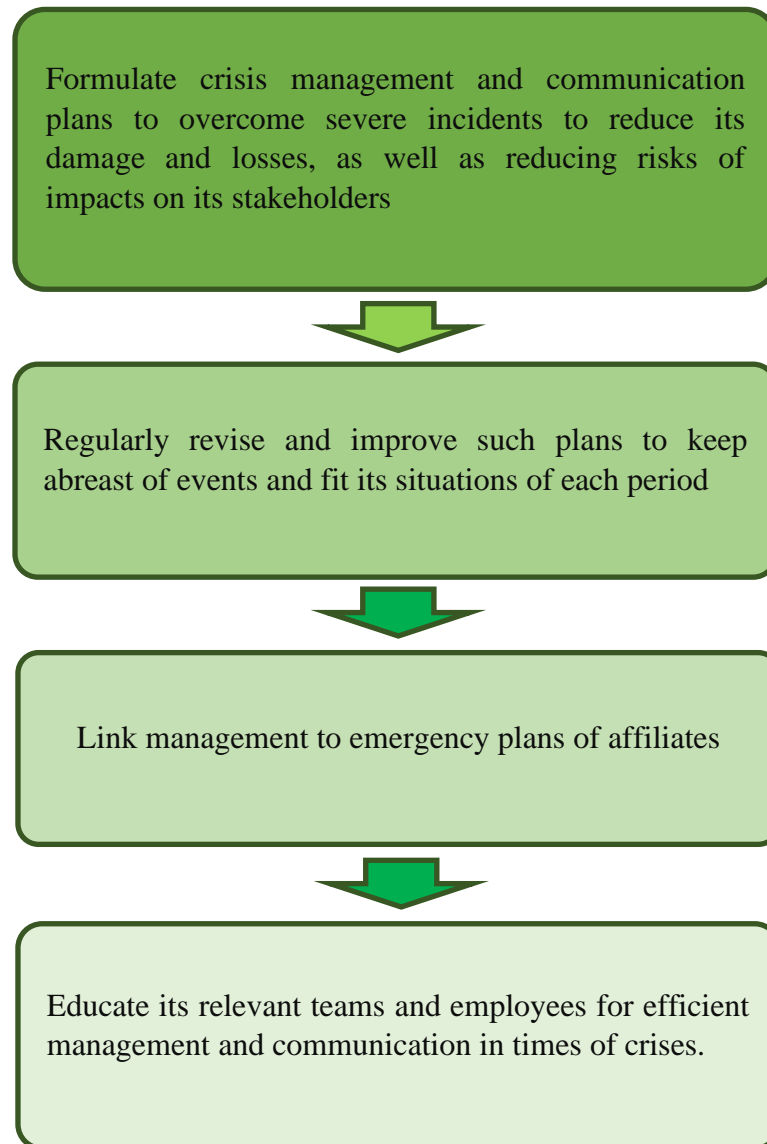 Formulate crisis management and communication
plans to overcome severe incidents to reduce its
damage and losses, as well as reducing risks of
impacts on its stakeholders
Regularly revise and improve such plans to keep
abreast of events and fit its situations of each period
Link management to emergency plans of affiliates
Educate its relevant teams and employees for efficient
management and communication in times of crises.